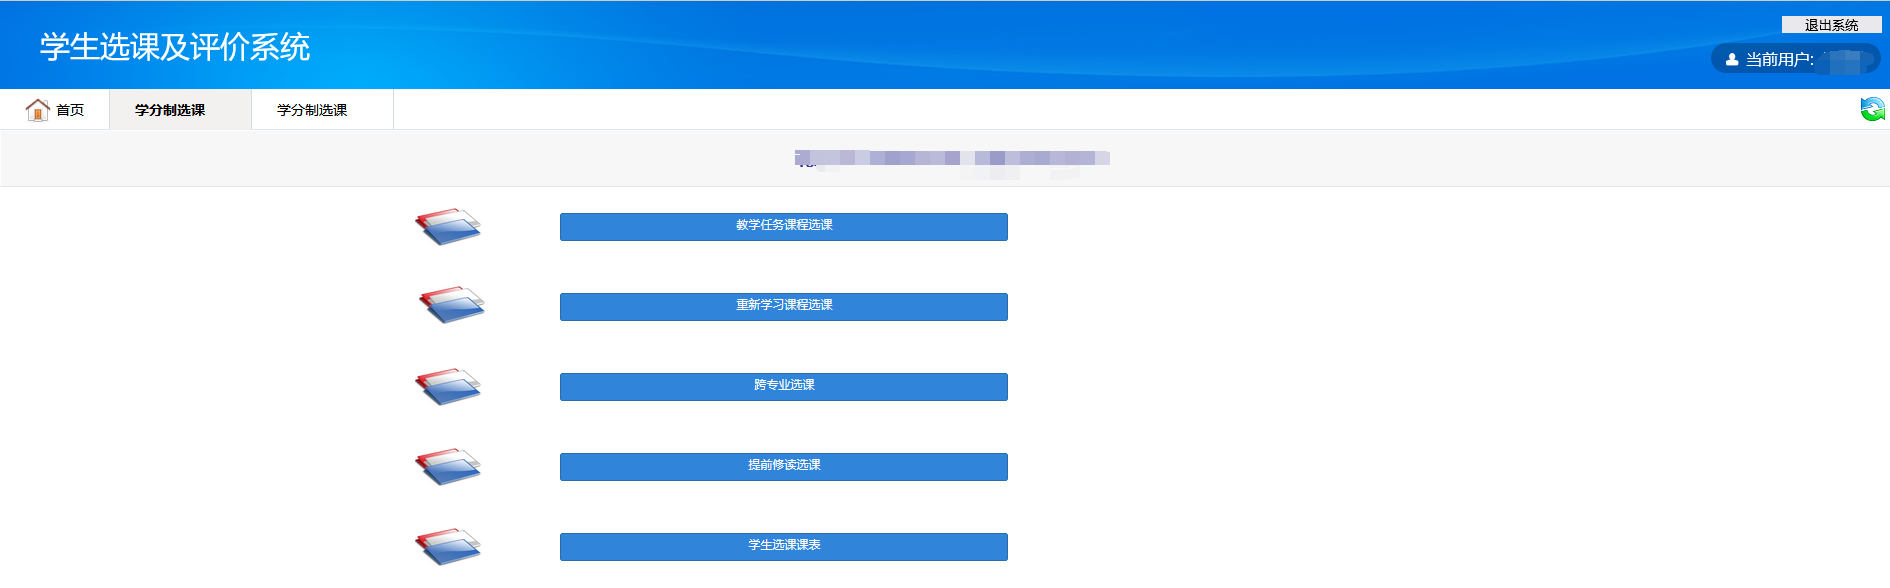 退出系统
学生选课及评价系统
当前用户:
首页
学分制选课
学分制选课
教学任务课程选课
重新学习课程选课
跨专业选课
提前修读选课
学生选课课表